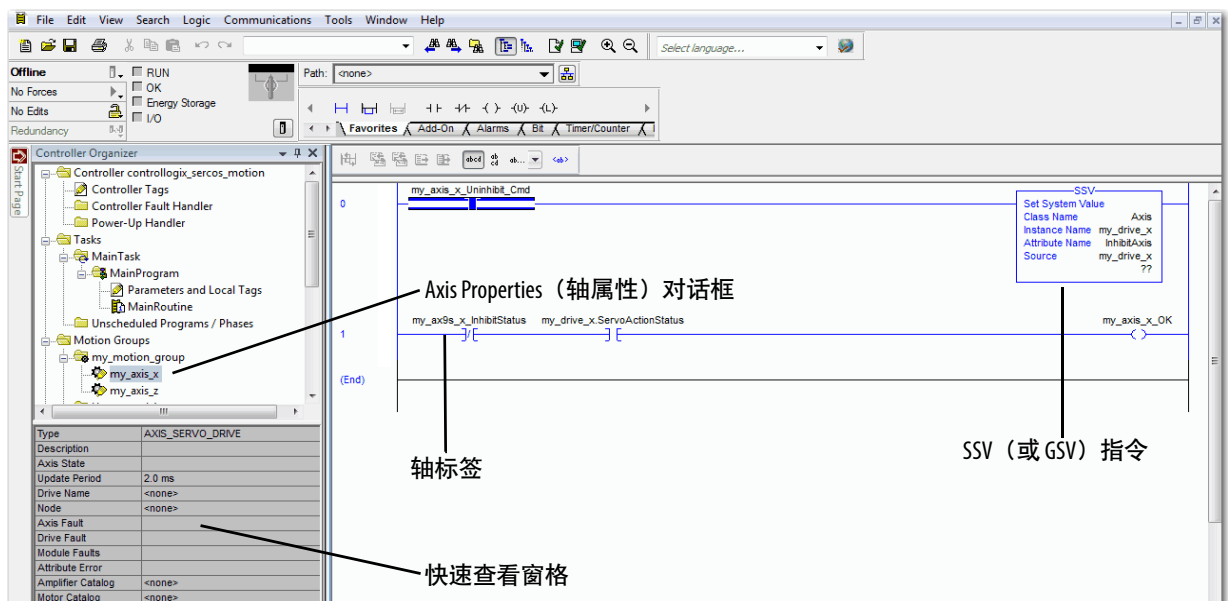 File Edit View Search Logic Communications Tools Window Help
Select language...
Offline
RUN
Path: <none>
No Forces
OK
Energy Storage
No Edits
I/O
Redundancy
Favorites Add-On Alarms Bit Timer/Counter
Start Page
Controller Organizer
Controller controllogix_sercos_motion
Controller Tags
Controller Fault Handler
Power-Up Handler
Tasks
MainTask
MainProgram
Parameters and Local Tags
MainRoutine
Unscheduled Programs / Phases
Motion Groups
my_motion_group
my_axis_x
my_axis_z
Type AXIS_SERVO_DRIVE
Description
Axis State
Update Period 2.0 ms
Drive Name <none>
Node <none>
Axis Fault
Drive Fault
Module Faults
Attribute Error
Amplifier Catalog <none>
Motor Catalog <none>
abcd ab cd ab... <ab>
0
my_axis_x_Uninhibit_Cmd
SSV
Set System Value
Class Name Axis
Instance Name my_drive_x
Attribute Name InhibitAxis
Source my_drive_x
??
Axis Properties（轴属性）对话框
1
my_ax9s_x_InhibitStatus my_drive_x.ServoActionStatus my_axis_x_OK
(End)
轴标签
SSV（或 GSV）指令
快速查看窗格